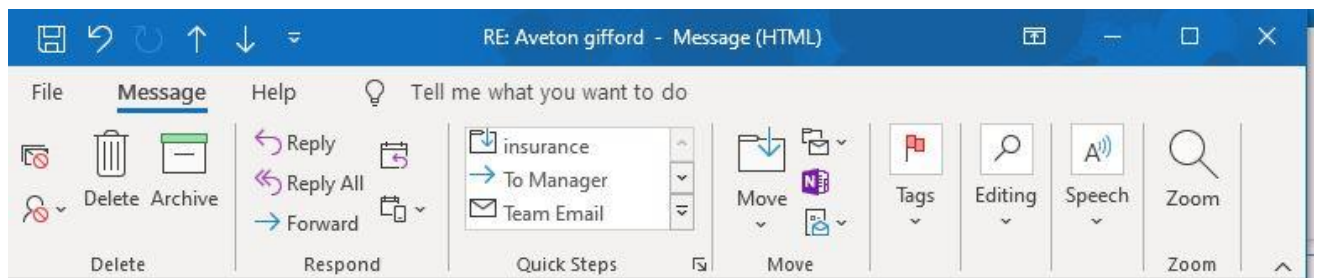 RE: Aveton gifford - Message (HTML)
File Message Help Tell me what you want to do
Delete Archive
Reply
Reply All
Forward
insurance
To Manager
Team Email
Move
Tags
Editing
Speech
Zoom
Delete Respond Quick Steps Move Zoom